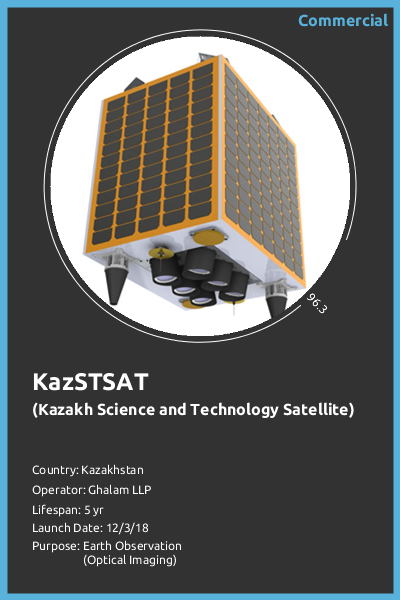 Commercial
96.3
KazSTSAT
(Kazakh Science and Technology Satellite)
Country: Kazakhstan
Operator: Ghalam LLP
Lifespan: 5 yr
Launch Date: 12/3/18
Purpose: Earth Observation
(Optical Imaging)